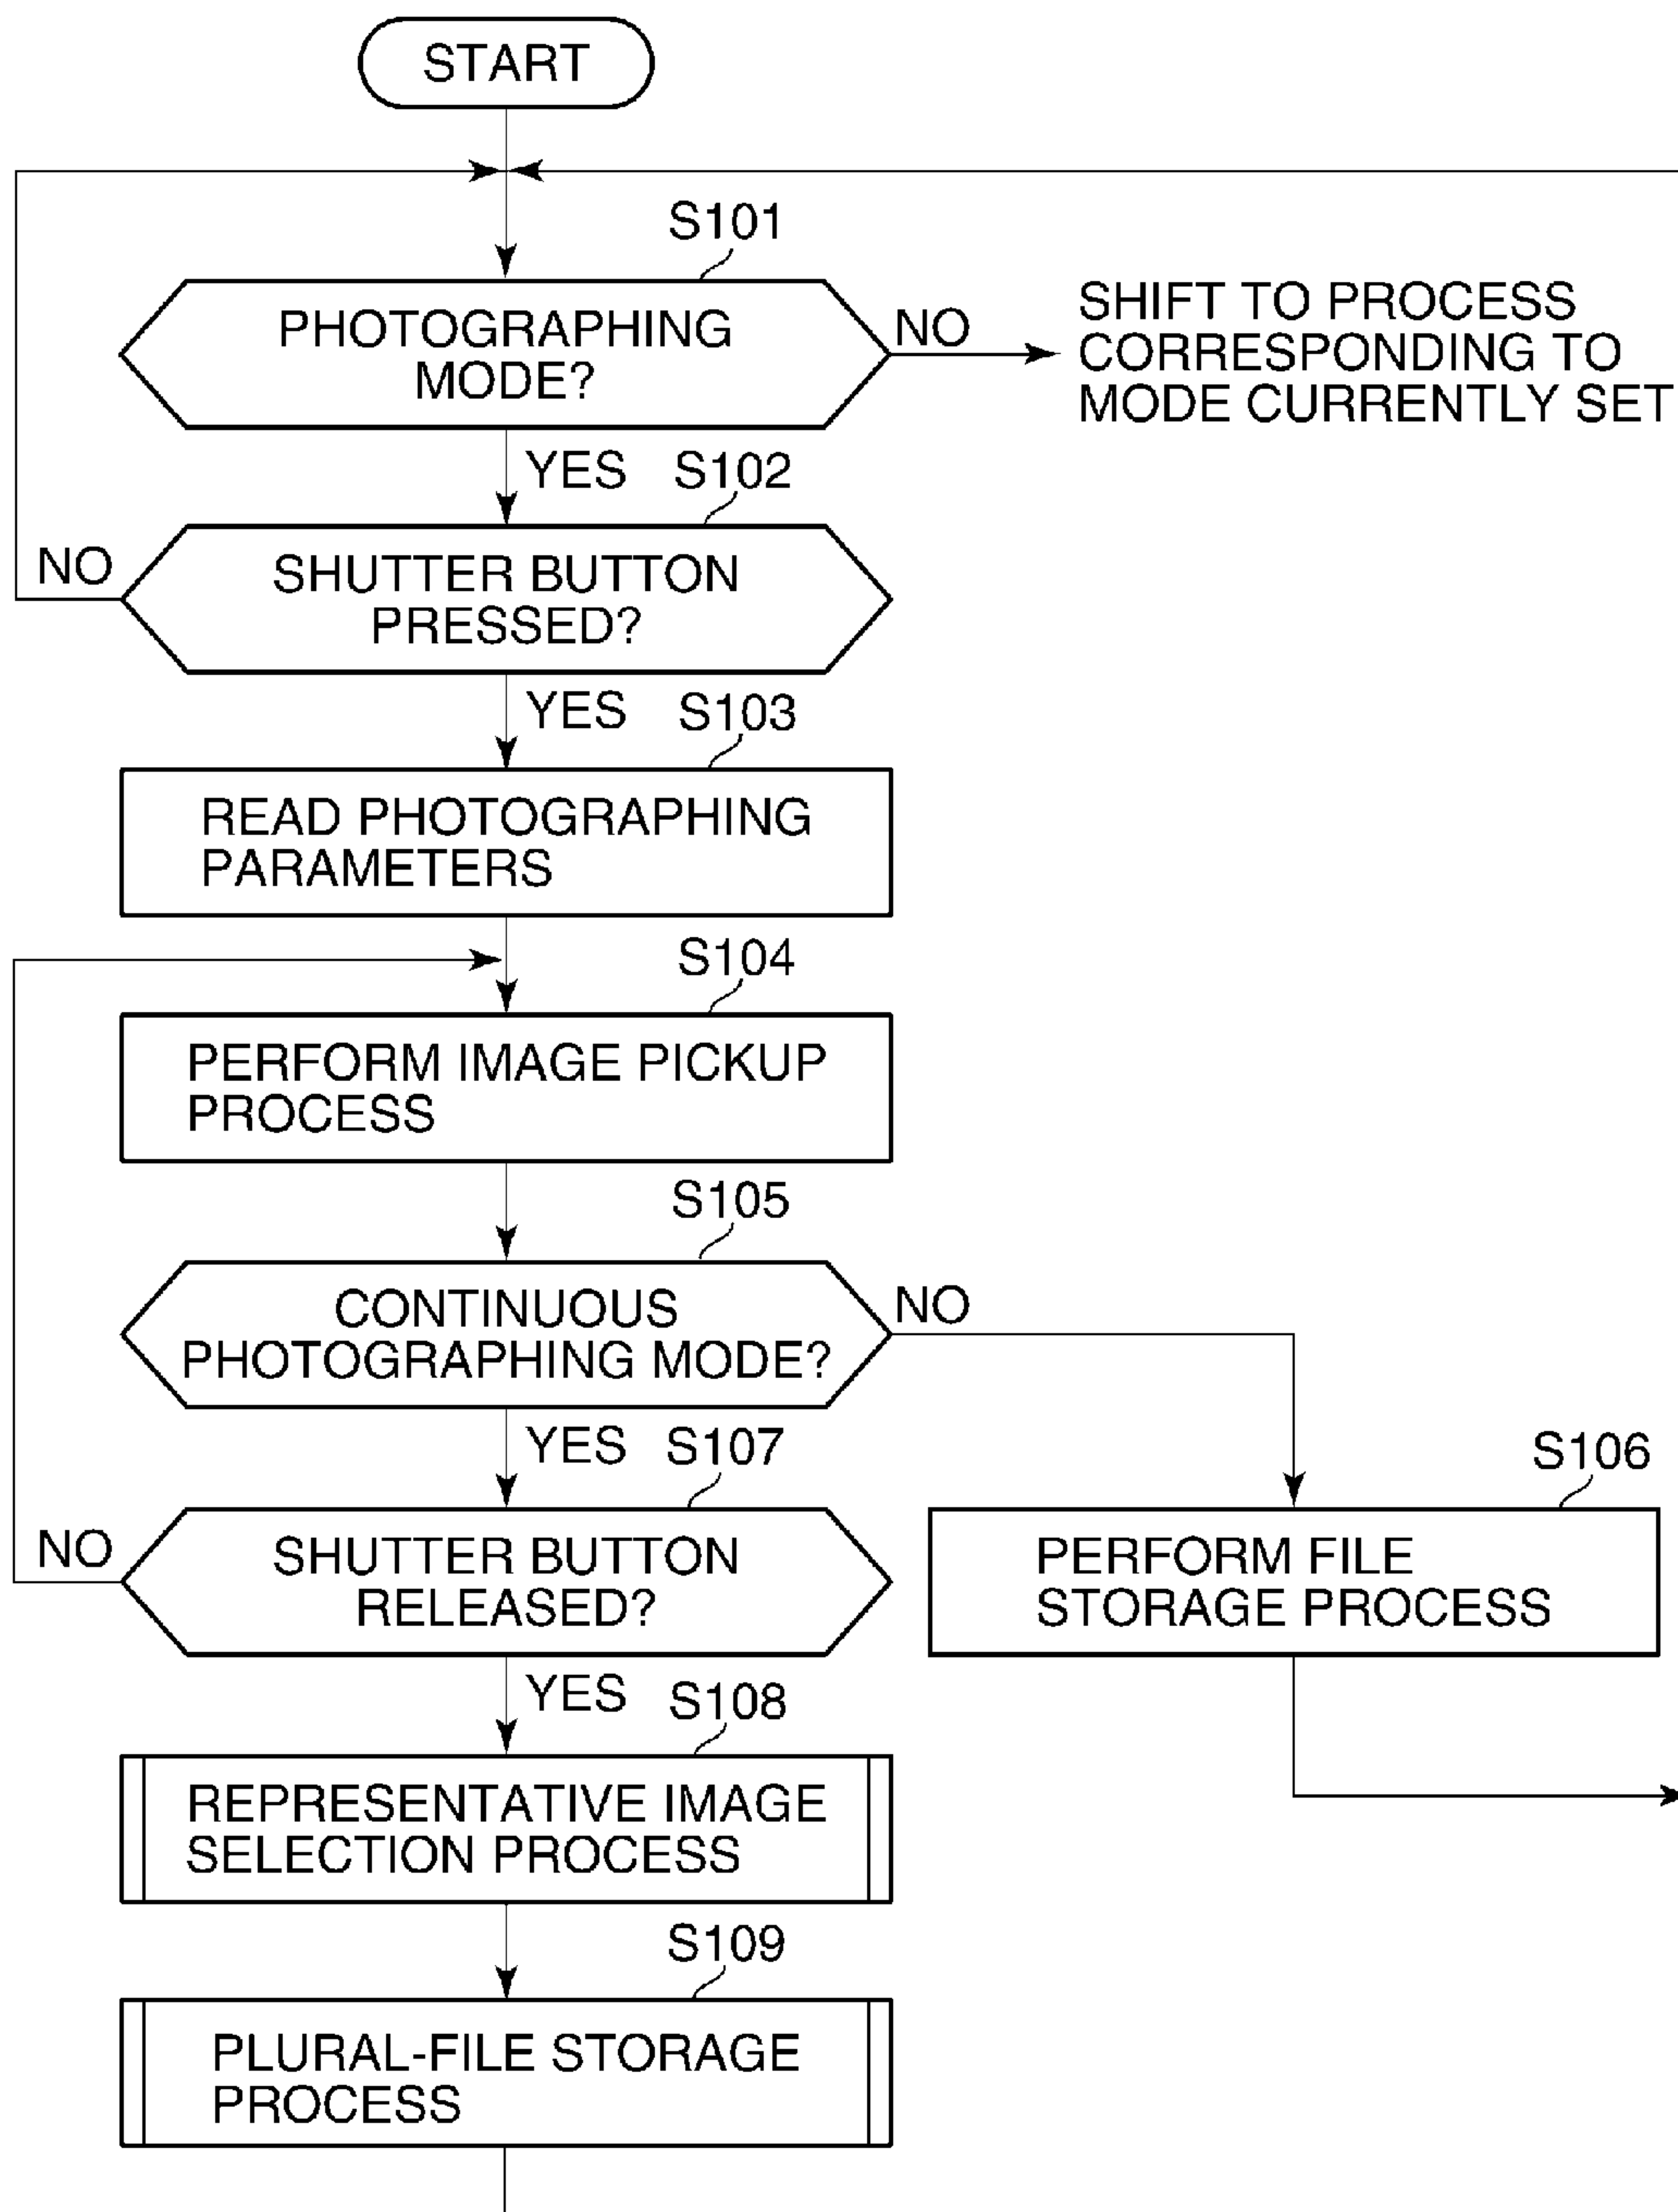 START
S101
PHOTOGRAPHING
MODE?
NO
SHIFT TO PROCESS
CORRESPONDING TO
MODE CURRENTLY SET
YES
S102
NO
SHUTTER BUTTON
PRESSED?
YES
S103
READ PHOTOGRAPHING
PARAMETERS
S104
PERFORM IMAGE PICKUP
PROCESS
S105
CONTINUOUS
PHOTOGRAPHING MODE?
NO
YES
S107
S106
NO
SHUTTER BUTTON
RELEASED?
PERFORM FILE
STORAGE PROCESS
YES
S108
REPRESENTATIVE IMAGE
SELECTION PROCESS
S109
PLURAL-FILE STORAGE
PROCESS